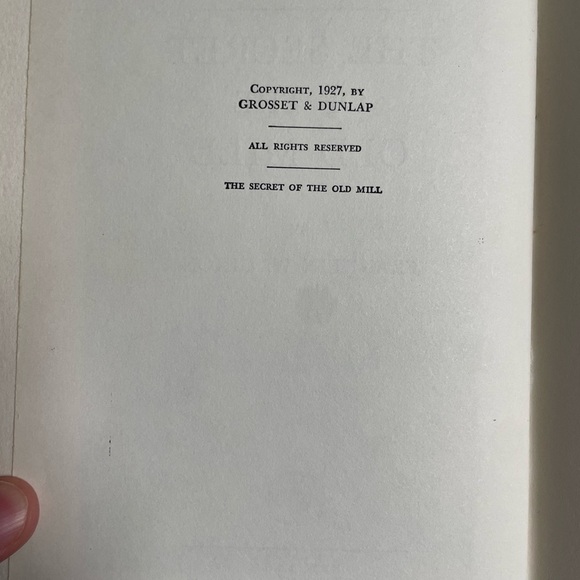 Copyright, 1927, by
GROSSET & DUNLAP
ALL RIGHTS RESERVED
THE SECRET OF THE OLD MILL